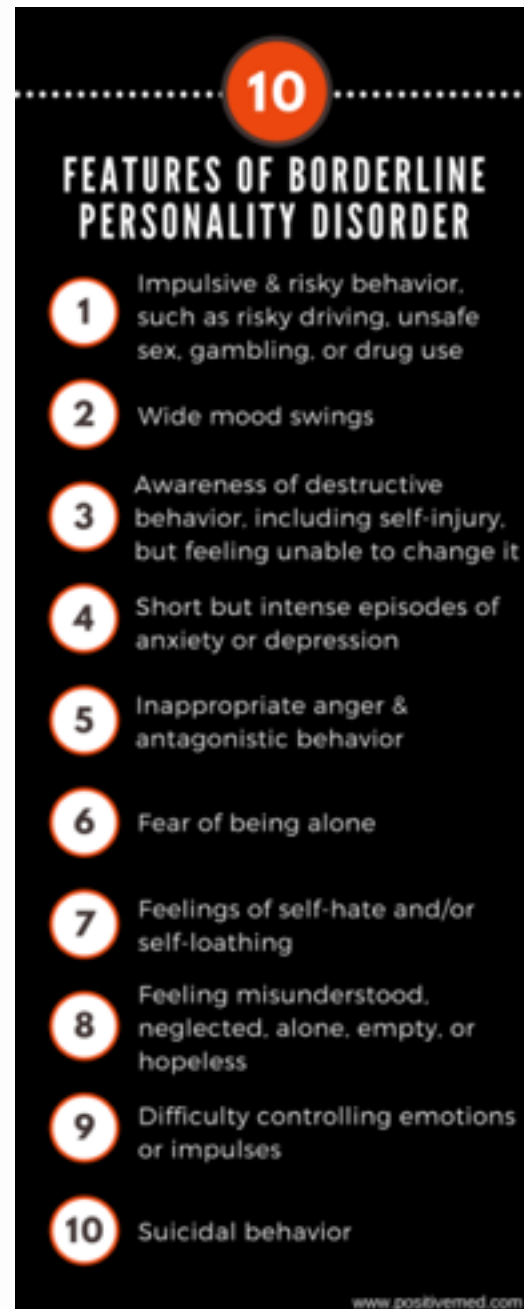 10
FEATURES OF BORDERLINE
PERSONALITY DISORDER
1
Impulsive & risky behavior,
such as risky driving, unsafe
sex, gambling, or drug use
2
Wide mood swings
3
Awareness of destructive
behavior, including self-injury,
but feeling unable to change it
4
Short but intense episodes of
anxiety or depression
5
Inappropriate anger &
antagonistic behavior
6
Fear of being alone
7
Feelings of self-hate and/or
self-loathing
8
Feeling misunderstood,
neglected, alone, empty, or
hopeless
9
Difficulty controlling emotions
or impulses
10
Suicidal behavior
www.positivemed.com